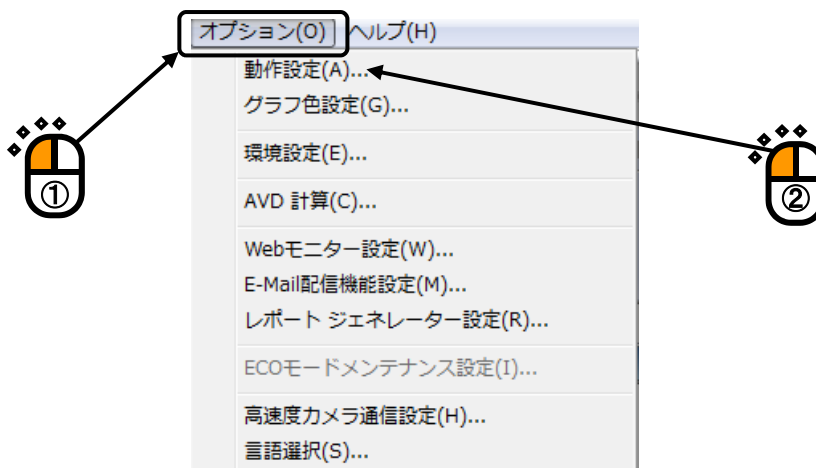 オプション(O) ヘルプ(H)
動作設定(A)...
グラフ色設定(G)...
環境設定(E)...
AVD 計算(C)...
Webモニター設定(W)...
E-Mail配信機能設定(M)...
レポート ジェネレーター設定(R)...
ECOモードメンテナンス設定(I)...
高速度カメラ通信設定(H)...
言語選択(S)...
①
②